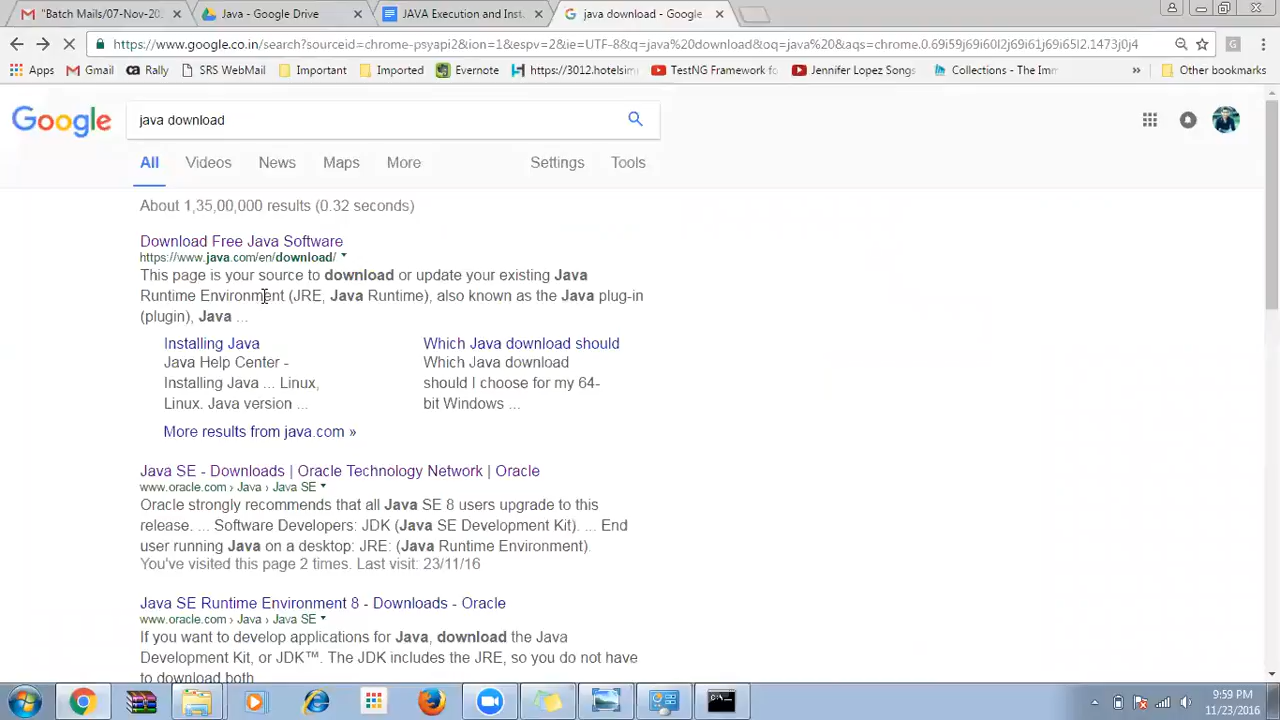 "Batch Mails/07-Nov-20
Java - Google Drive
JAVA Execution and Inst
java download - Google
https://www.google.co.in/search?sourceid=chrome-psyapi2&ion=1&espv=2&ie=UTF-8&q=java%20download&oq=java%20&aqs=chrome.0.69i59j69i60l2j69i61j69i65l2.1473j0j4
Apps Gmail Rally SRS WebMail Important Imported Evernote https://3012.hotelsim TestNG Framework fo Jennifer Lopez Songs Collections - The Imm » Other bookmarks
Google
java download
All Videos News Maps More Settings Tools
About 1,35,00,000 results (0.32 seconds)
Download Free Java Software
https://www.java.com/en/download/
This page is your source to download or update your existing Java
Runtime Environment (JRE, Java Runtime), also known as the Java plug-in
(plugin), Java ...
Installing Java
Java Help Center -
Installing Java ... Linux,
Linux. Java version ...
Which Java download should
Which Java download
should I choose for my 64-
bit Windows ...
More results from java.com »
Java SE - Downloads | Oracle Technology Network | Oracle
www.oracle.com › Java › Java SE
Oracle strongly recommends that all Java SE 8 users upgrade to this
release. ... Software Developers: JDK (Java SE Development Kit). ... End
user running Java on a desktop: JRE: (Java Runtime Environment).
You've visited this page 2 times. Last visit: 23/11/16
Java SE Runtime Environment 8 - Downloads - Oracle
www.oracle.com › Java › Java SE
If you want to develop applications for Java, download the Java
Development Kit, or JDK™. The JDK includes the JRE, so you do not have
to download both
9:59 PM
11/23/2016